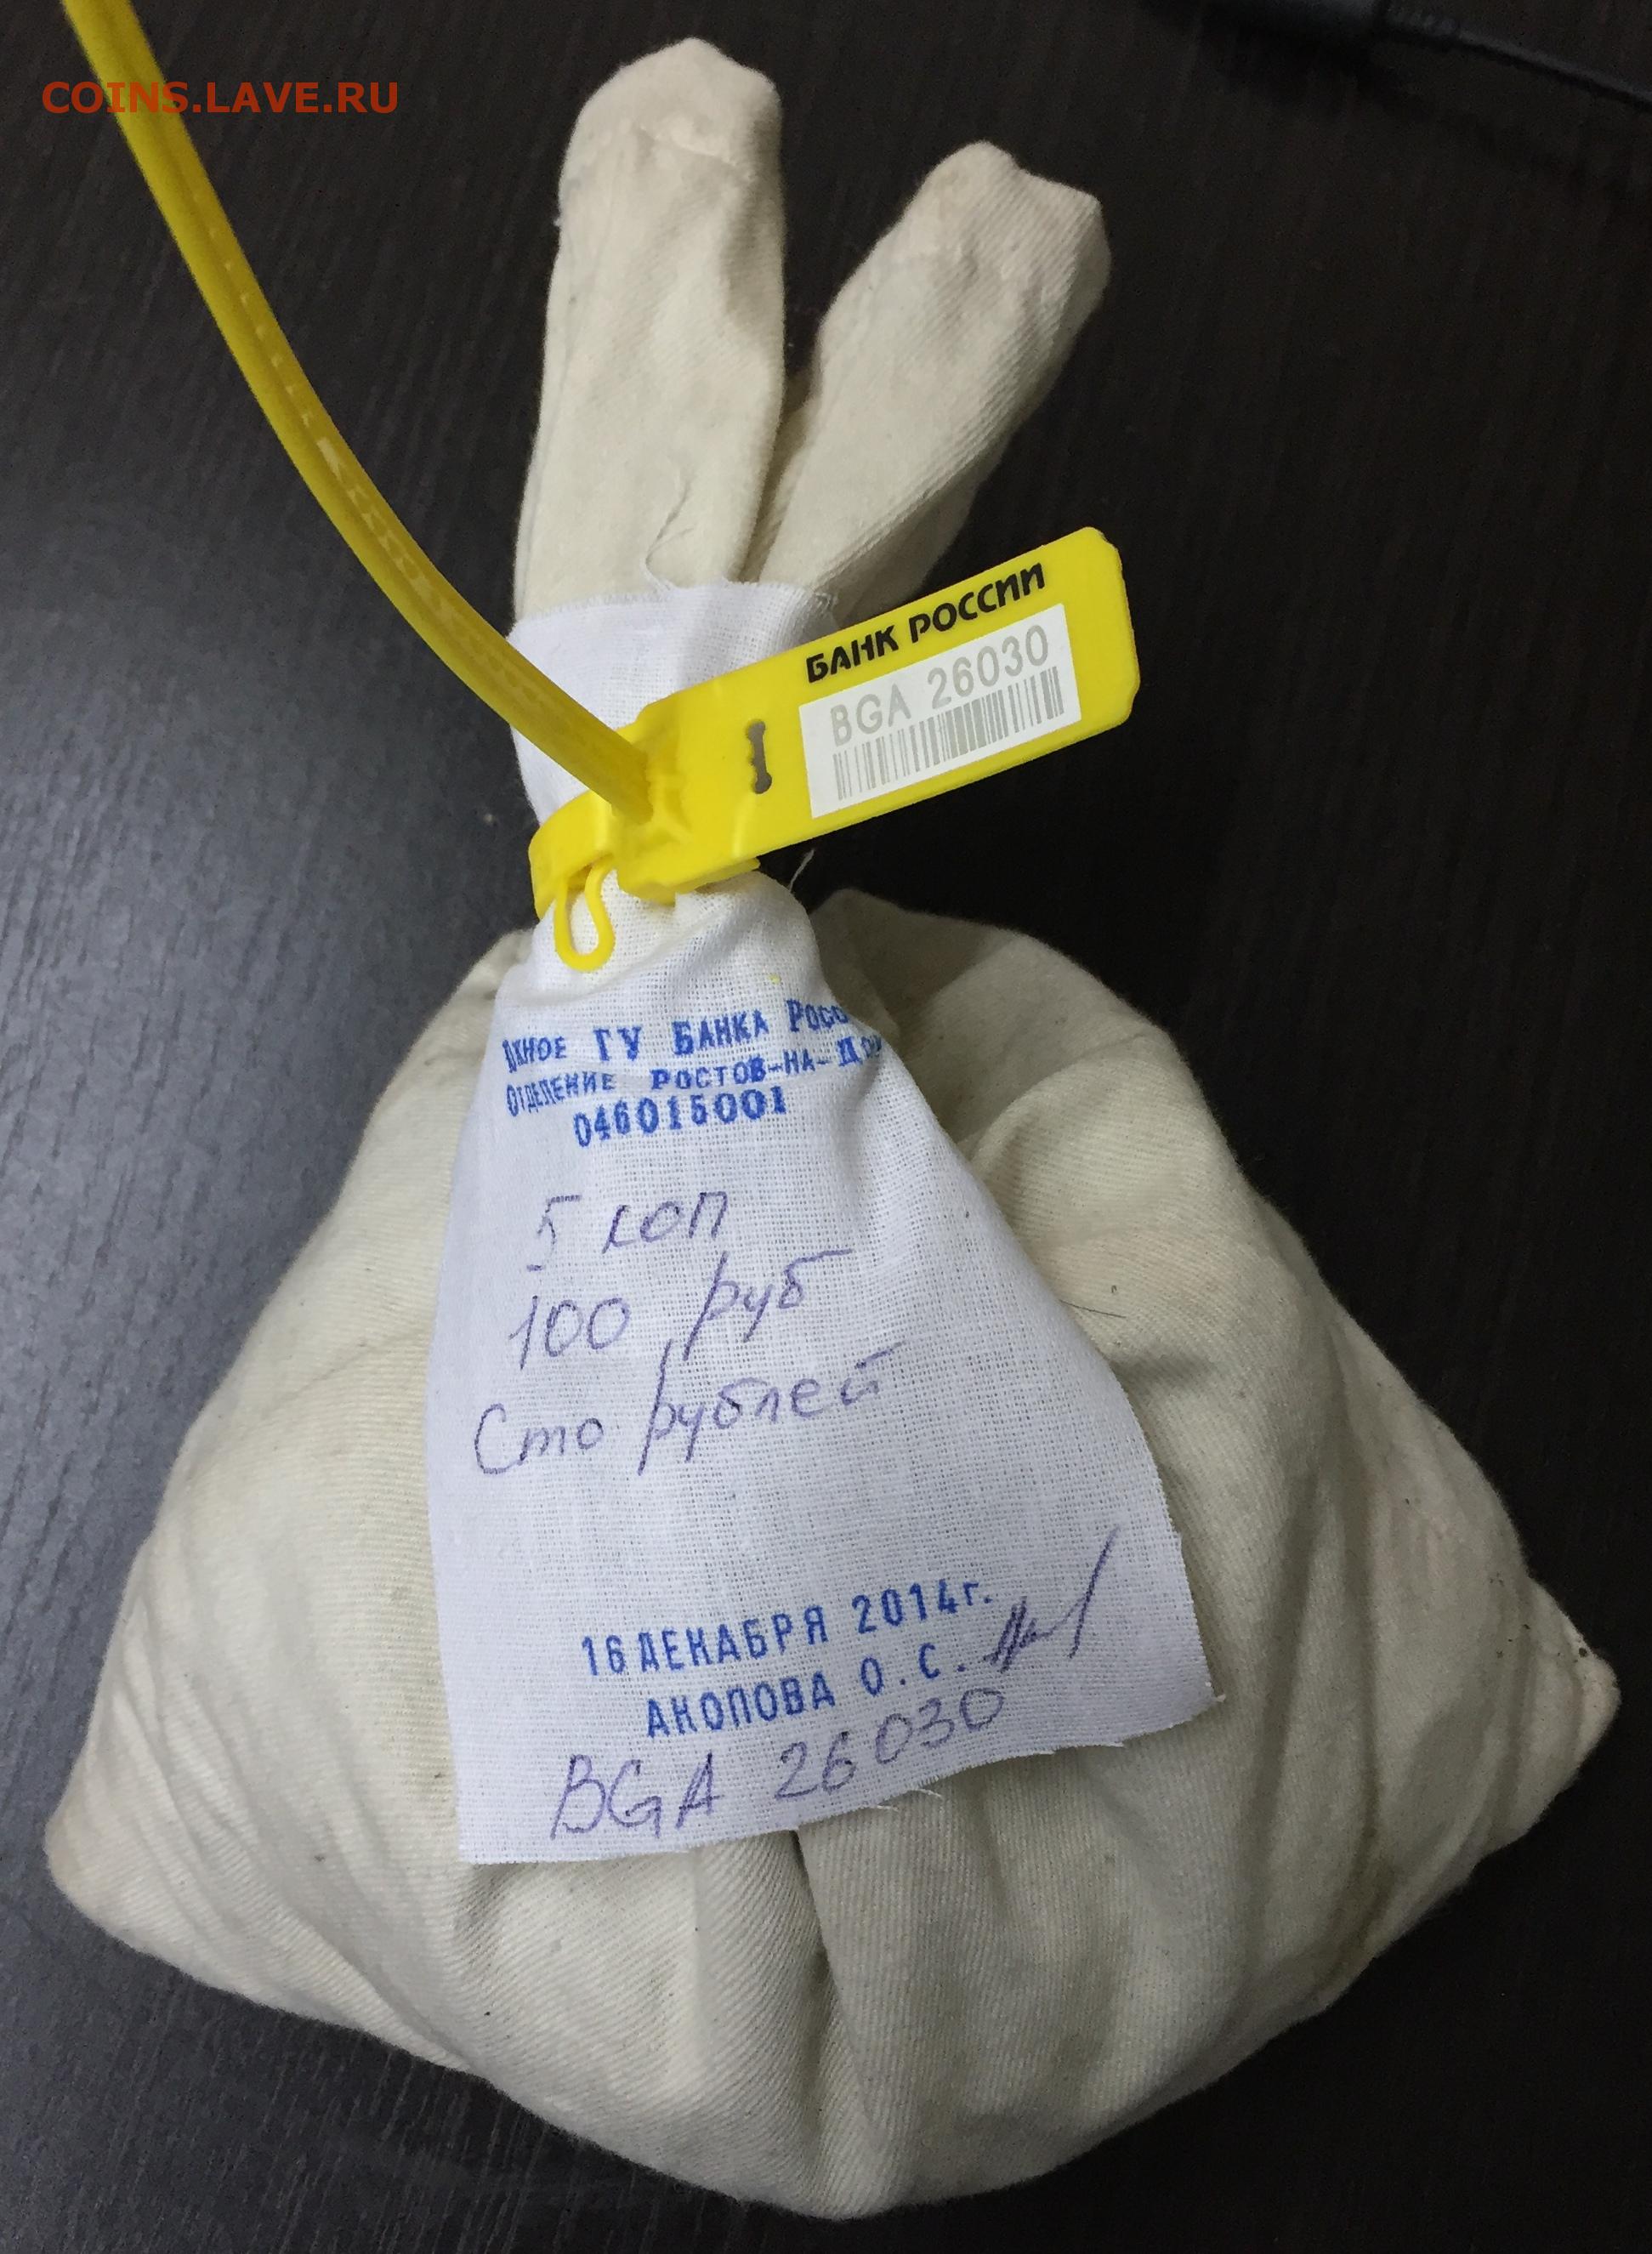 COINS.LAVE.RU
БАНК РОССИИ
BGA 26030
ГУ БАНКА
ОТДЕЛЕНИЕ РОСТОВ-НА-ДОНУ
046015001
5 коп
100 руб
Сто рублей
16 ДЕКАБРЯ 2014г.
АКОПОВА О.С.
BGA 26030